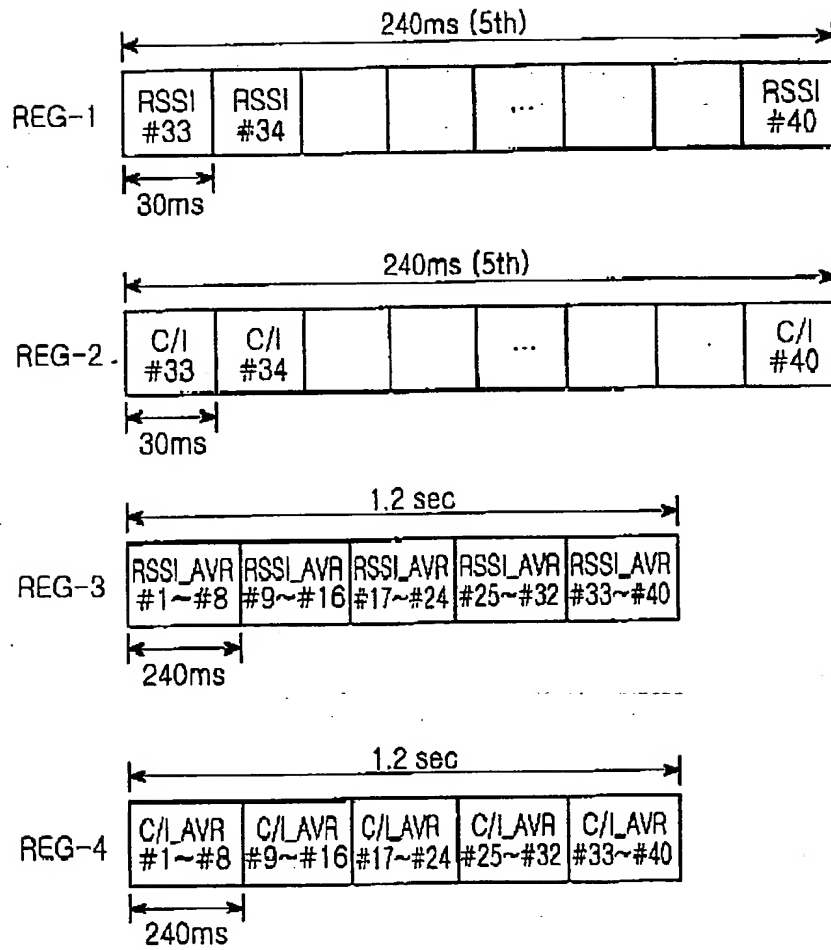 240ms (5th)
REG-1
RSSI #33
RSSI #34
...
RSSI #40
30ms
240ms (5th)
REG-2
C/I #33
C/I #34
...
C/I #40
30ms
1.2 sec
REG-3
RSSI_AVR #1~#8
RSSI_AVR #9~#16
RSSI_AVR #17~#24
RSSI_AVR #25~#32
RSSI_AVR #33~#40
240ms
1.2 sec
REG-4
C/I_AVR #1~#8
C/I_AVR #9~#16
C/I_AVR #17~#24
C/I_AVR #25~#32
C/I_AVR #33~#40
240ms